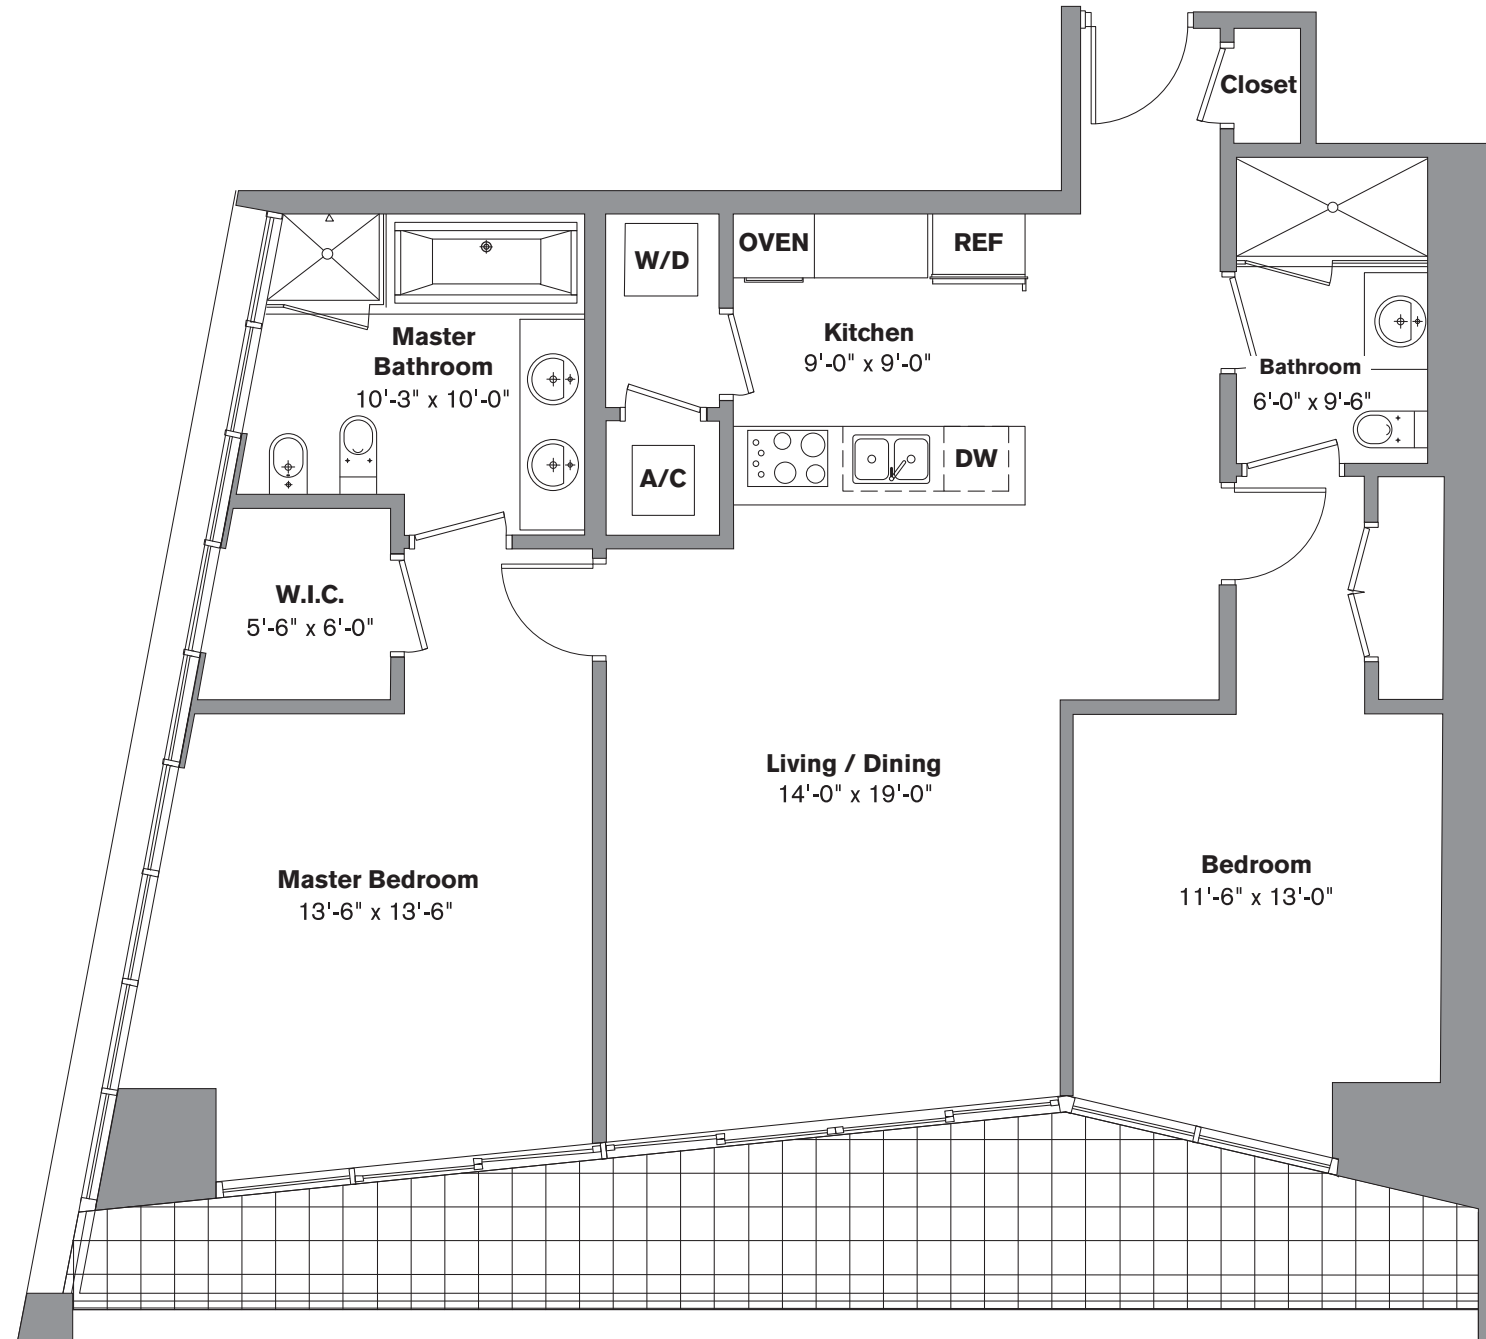 Closet
OVEN
REF
W/D
Master
Bathroom
10'-3" x 10'-0"
Kitchen
9'-0" x 9'-0"
Bathroom
6'-0" x 9'-6"
A/C
DW
W.I.C.
5'-6" x 6'-0"
Living / Dining
14'-0" x 19'-0"
Master Bedroom
13'-6" x 13'-6"
Bedroom
11'-6" x 13'-0"